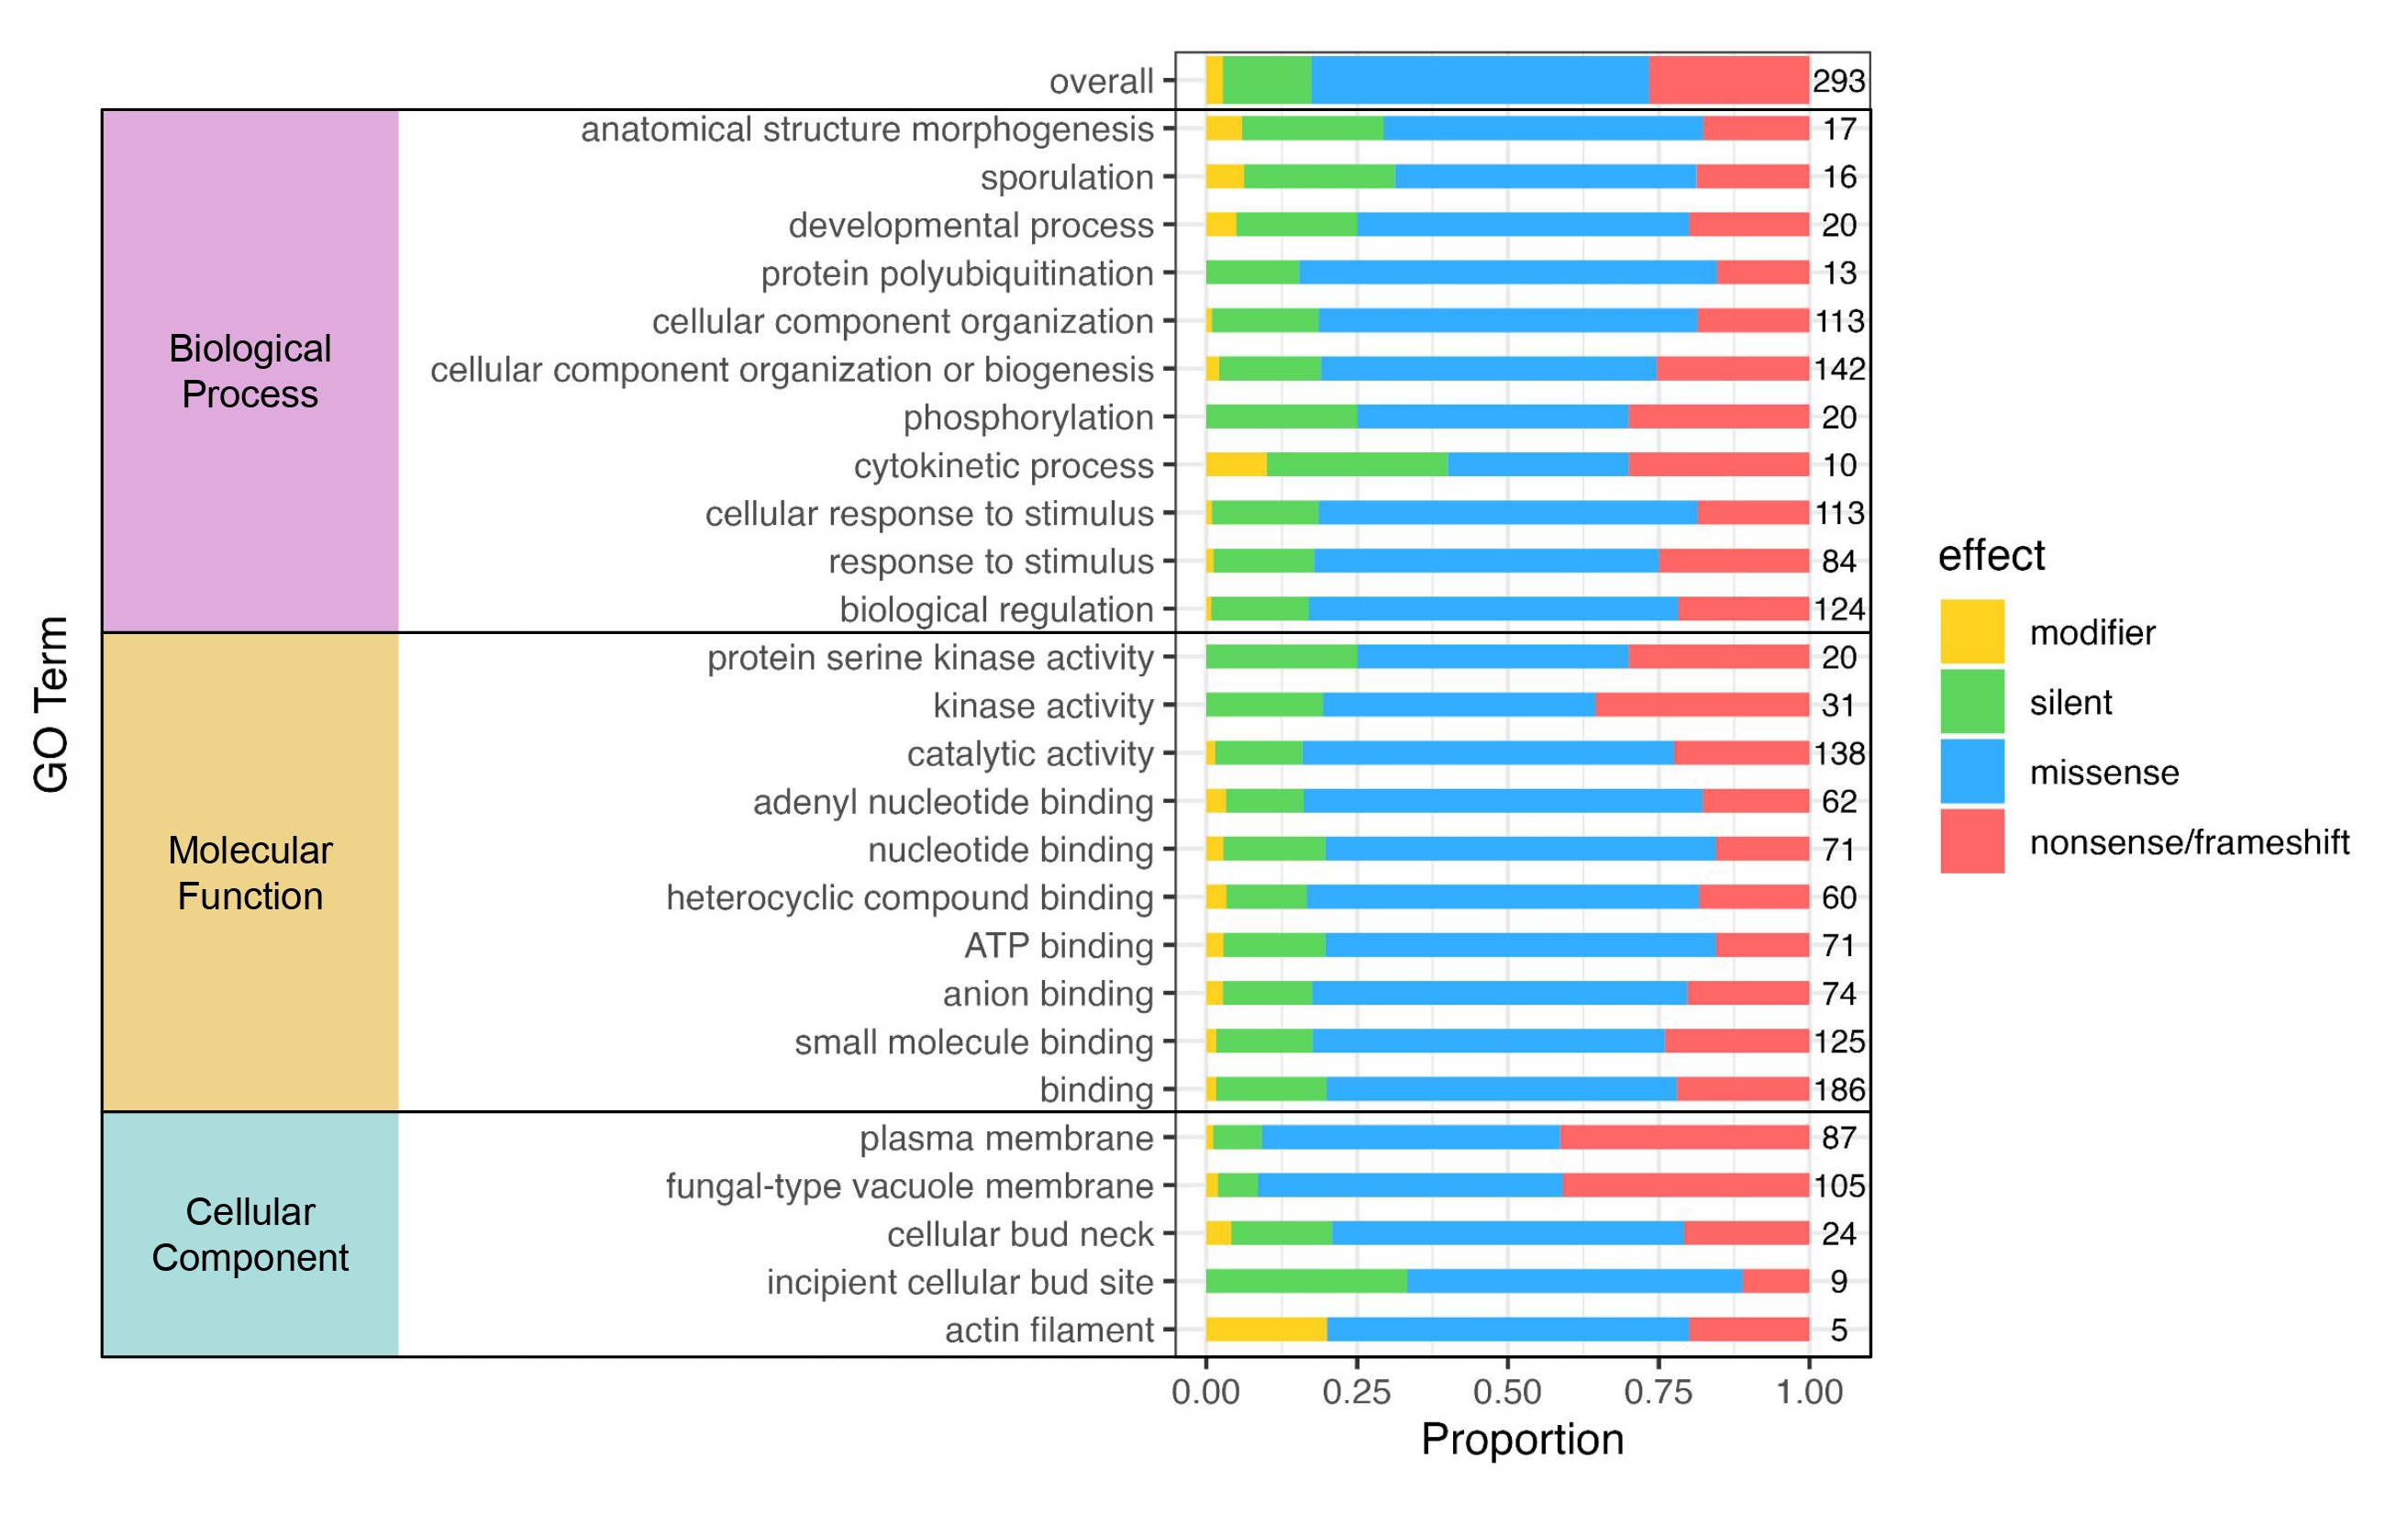 overall 293
anatomical structure morphogenesis 17
sporulation 16
developmental process 20
protein polyubiquitination 13
cellular component organization 113
cellular component organization or biogenesis 142
phosphorylation 20
cytokinetic process 10
cellular response to stimulus 113
response to stimulus 84
biological regulation 124
Biological
Process
protein serine kinase activity 20
kinase activity 31
catalytic activity 138
adenyl nucleotide binding 62
nucleotide binding 71
heterocyclic compound binding 60
ATP binding 71
anion binding 74
small molecule binding 125
binding 186
Molecular
Function
plasma membrane 87
fungal-type vacuole membrane 105
cellular bud neck 24
incipient cellular bud site 9
actin filament 5
Cellular
Component
GO Term
0.00 0.25 0.50 0.75 1.00
Proportion
effect
modifier
silent
missense
nonsense/frameshift